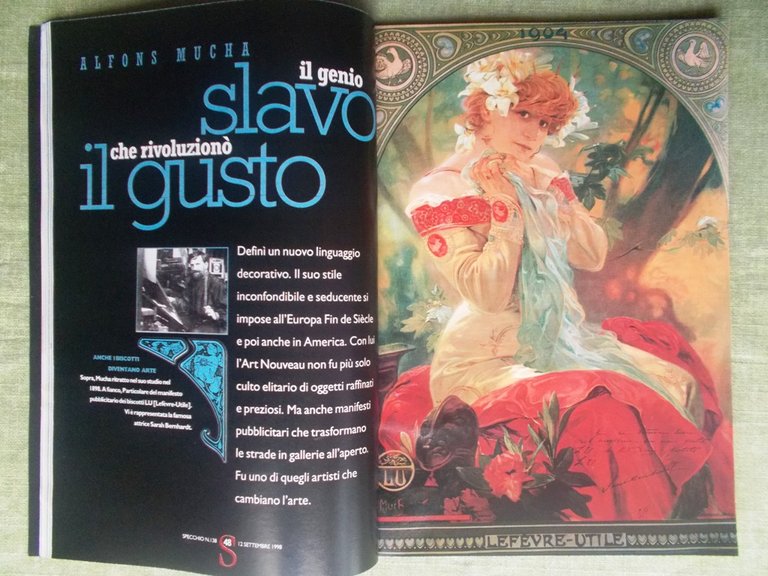 ALFONS MUCHA
il genio
slavo
che rivoluzionò
il gusto
Definì un nuovo linguaggio
decorativo. Il suo stile
inconfondibile e seducente si
impose all'Europa Fin de Siècle
e poi anche in America. Con lui
l'Art Nouveau non fu più solo
culto elitario di oggetti raffinati
e preziosi. Ma anche manifesti
pubblicitari che trasformano
le strade in gallerie all'aperto.
Fu uno di quegli artisti che
cambiano l'arte.
ANCHE I BISCOTTI
DIVENTANO ARTE
Sopra, Mucha ritratto nel suo studio nel
1898. A fianco, Particolare del manifesto
pubblicitario dei biscotti LU [Lefèvre-Utile].
Vi è rappresentata la famosa
attrice Sarah Bernhardt.
SPECCHIO N.138
48
S
12 SETTEMBRE 1998
1904
LU
Mucha
LEFÈVRE-UTILE